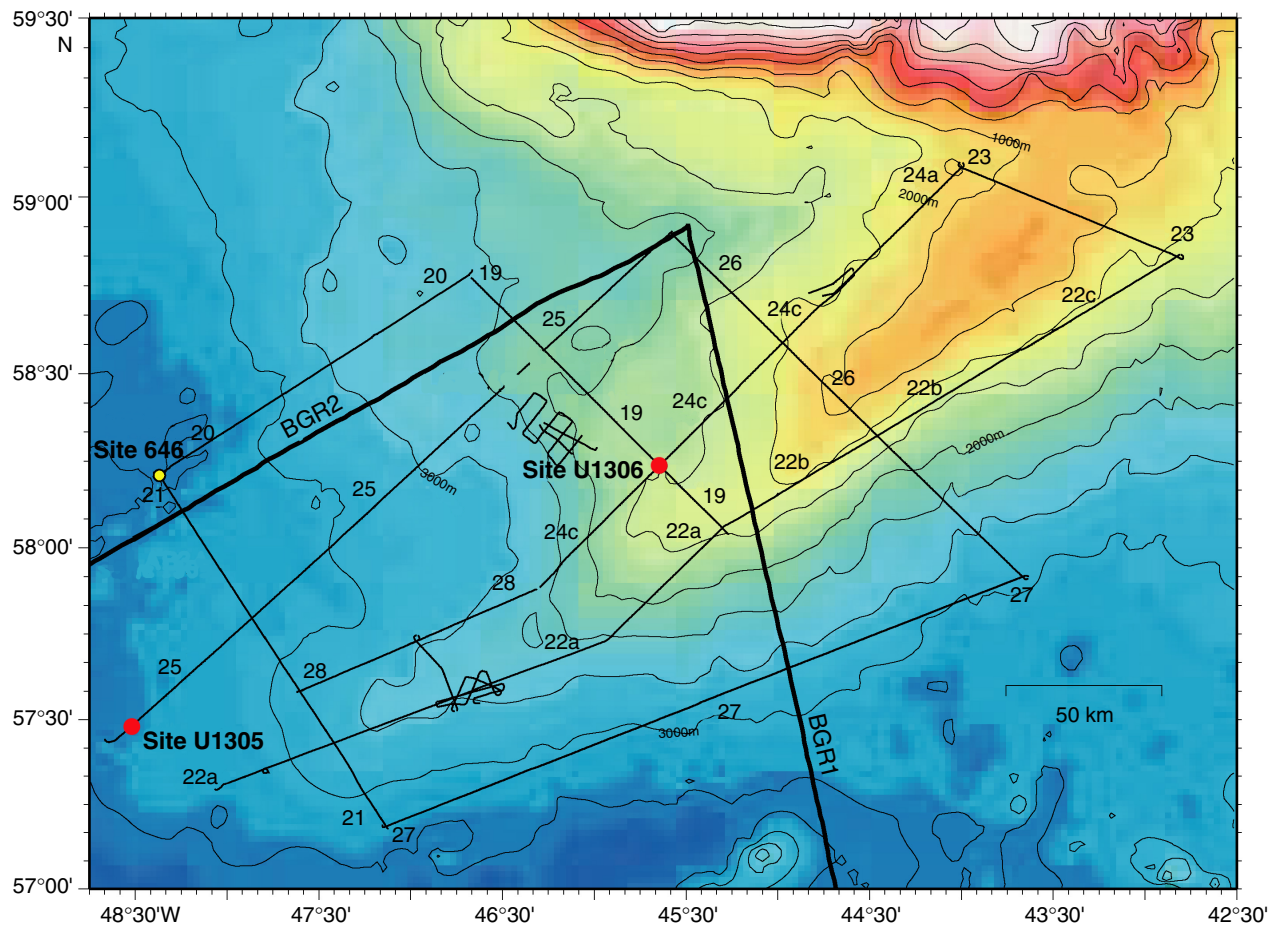 59°30'
N
1000m
23
24a
2000m
59°00'
23
26
20
19
22c
24c
25
58°30'
26
22b
24c
19
BGR2
20
2000m
Site 646
22b
Site U1306
3000m
25
21
19
22a
24c
58°00'
28
27
22a
28
25
50 km
57°30'
27
BGR1
3000m
Site U1305
22a
21
27
57°00'
48°30'W
47°30'
46°30'
45°30'
44°30'
43°30'
42°30'